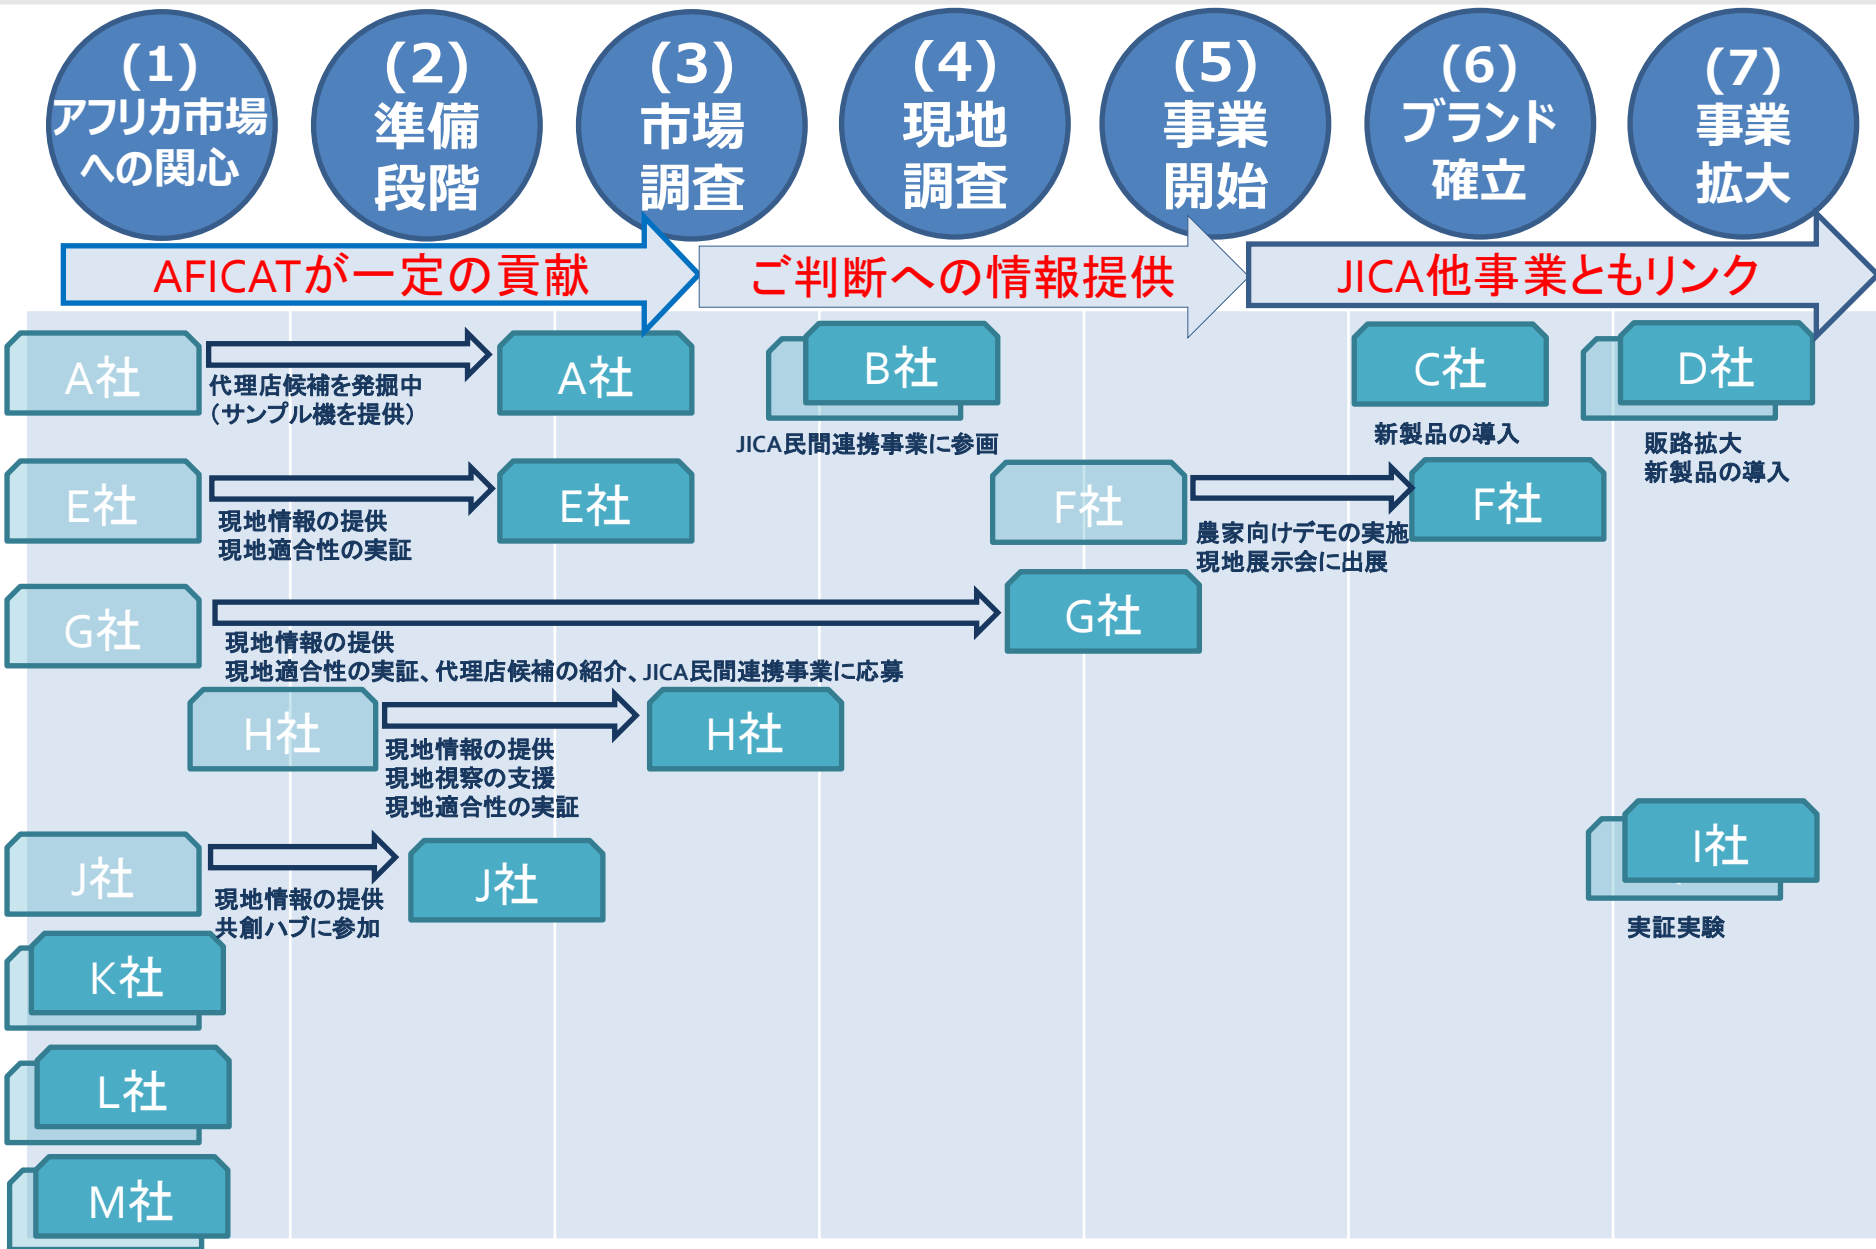 (1)
アフリカ市場
への関心
(2)
準備
段階
(3)
市場
調査
(4)
現地
調査
(5)
事業
開始
(6)
ブランド
確立
(7)
事業
拡大
AFICATが一定の貢献
ご判断への情報提供
JICA他事業ともリンク
A社
代理店候補を発掘中
（サンプル機を提供）
A社
B社
JICA民間連携事業に参画
C社
新製品の導入
D社
販路拡大
新製品の導入
E社
現地情報の提供
現地適合性の実証
E社
F社
農家向けデモの実施
現地展示会に出展
F社
G社
現地情報の提供
現地適合性の実証、代理店候補の紹介、JICA民間連携事業に応募
G社
H社
現地情報の提供
現地視察の支援
現地適合性の実証
H社
I社
実証実験
J社
現地情報の提供
共創ハブに参加
J社
K社
L社
M社